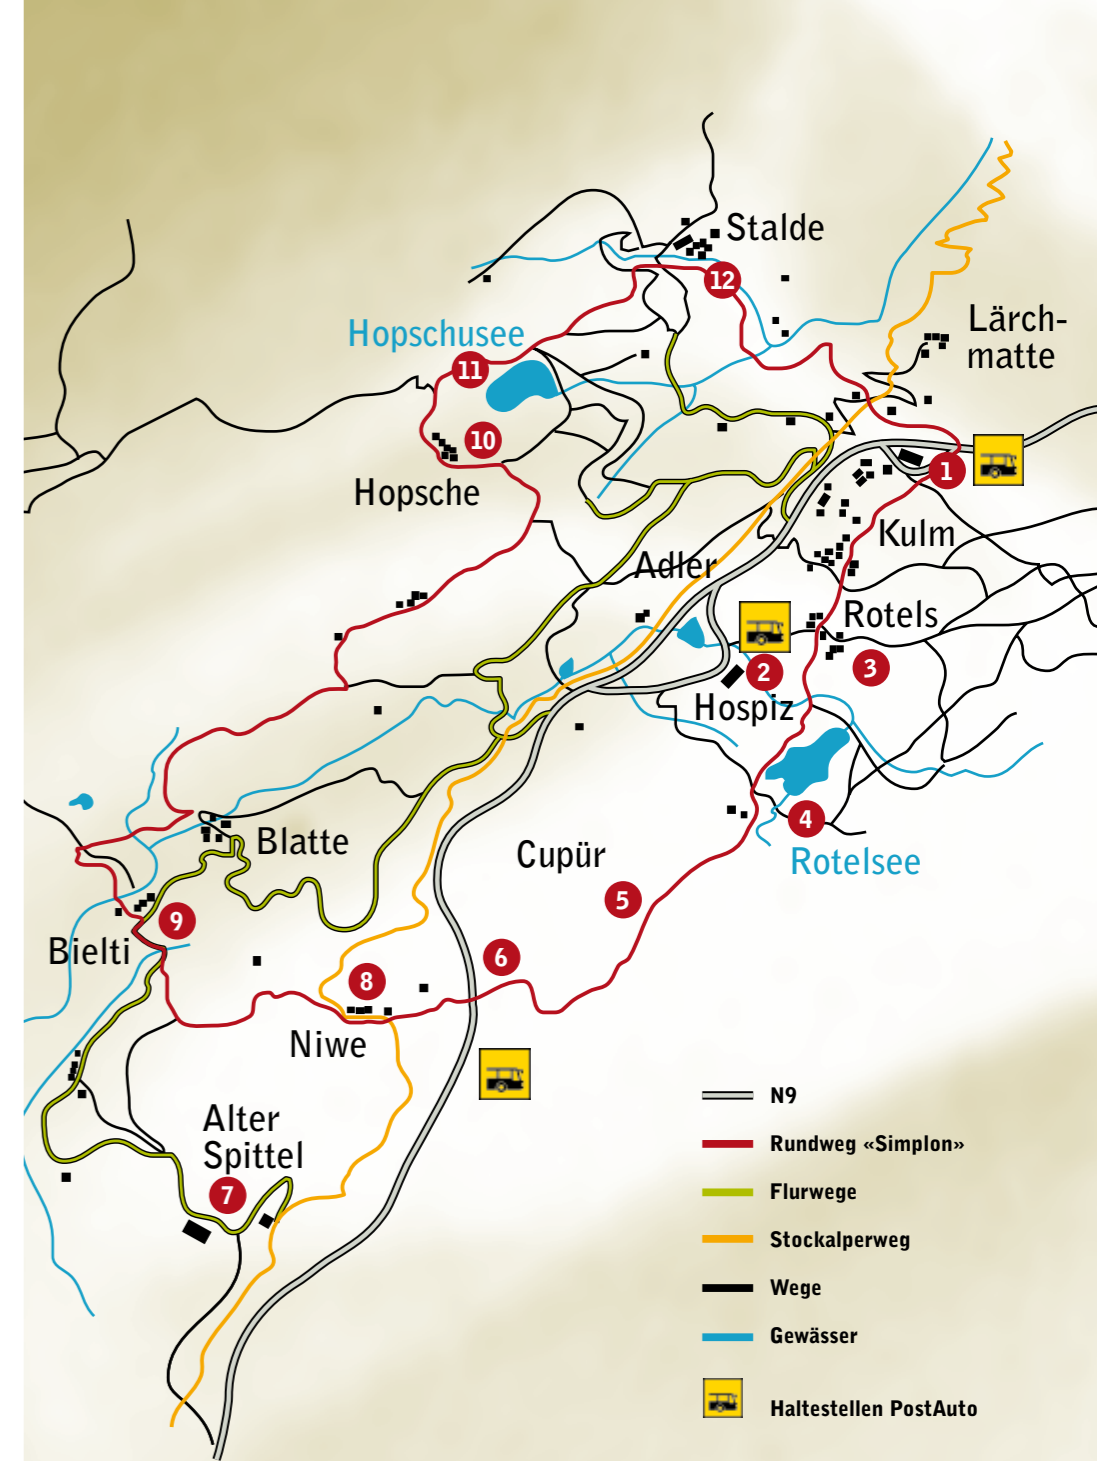 Stalde
12
Lärch-
matte
Hopschusee
11
10
1
Hopsche
Kulm
Adler
Rotels
2
3
Hospiz
4
Rotelsee
Blatte
Cupür
5
9
Bielti
6
8
Niwe
Alter
Spittel
7
N9
Rundweg «Simplon»
Flurwege
Stockalperweg
Wege
Gewässer
Haltestellen PostAuto